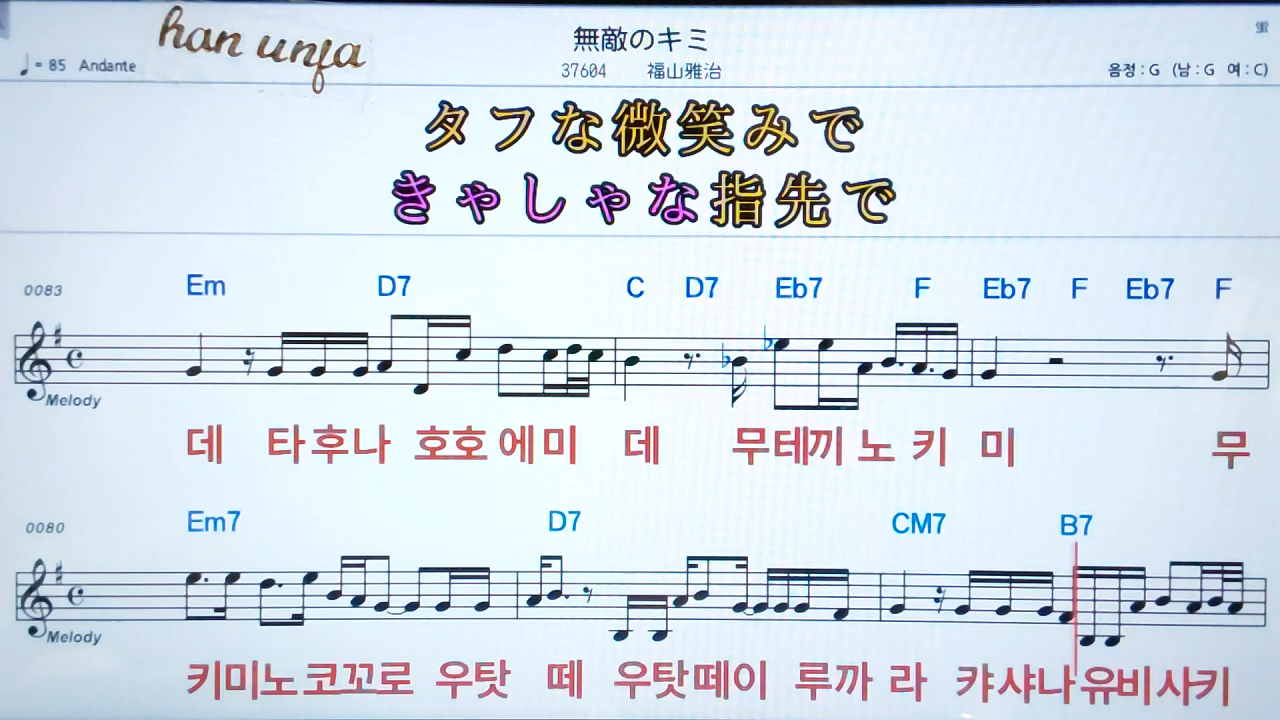 han unfa
無敵のキミ
♩= 85 Andante
37604 福山雅治
음정 : G (남 : G 여 : C)
タフな微笑みで
きゃしゃな指先で
0083 Em D7 C D7 Eb7 F Eb7 F Eb7 F
Melody
데 타후나 호호에미 데 무테끼 노 키 미 무
0080 Em7 D7 CM7 B7
Melody
키미노코꼬로 우탓 떼 우탓떼이 루까 라 캬샤나유비사키